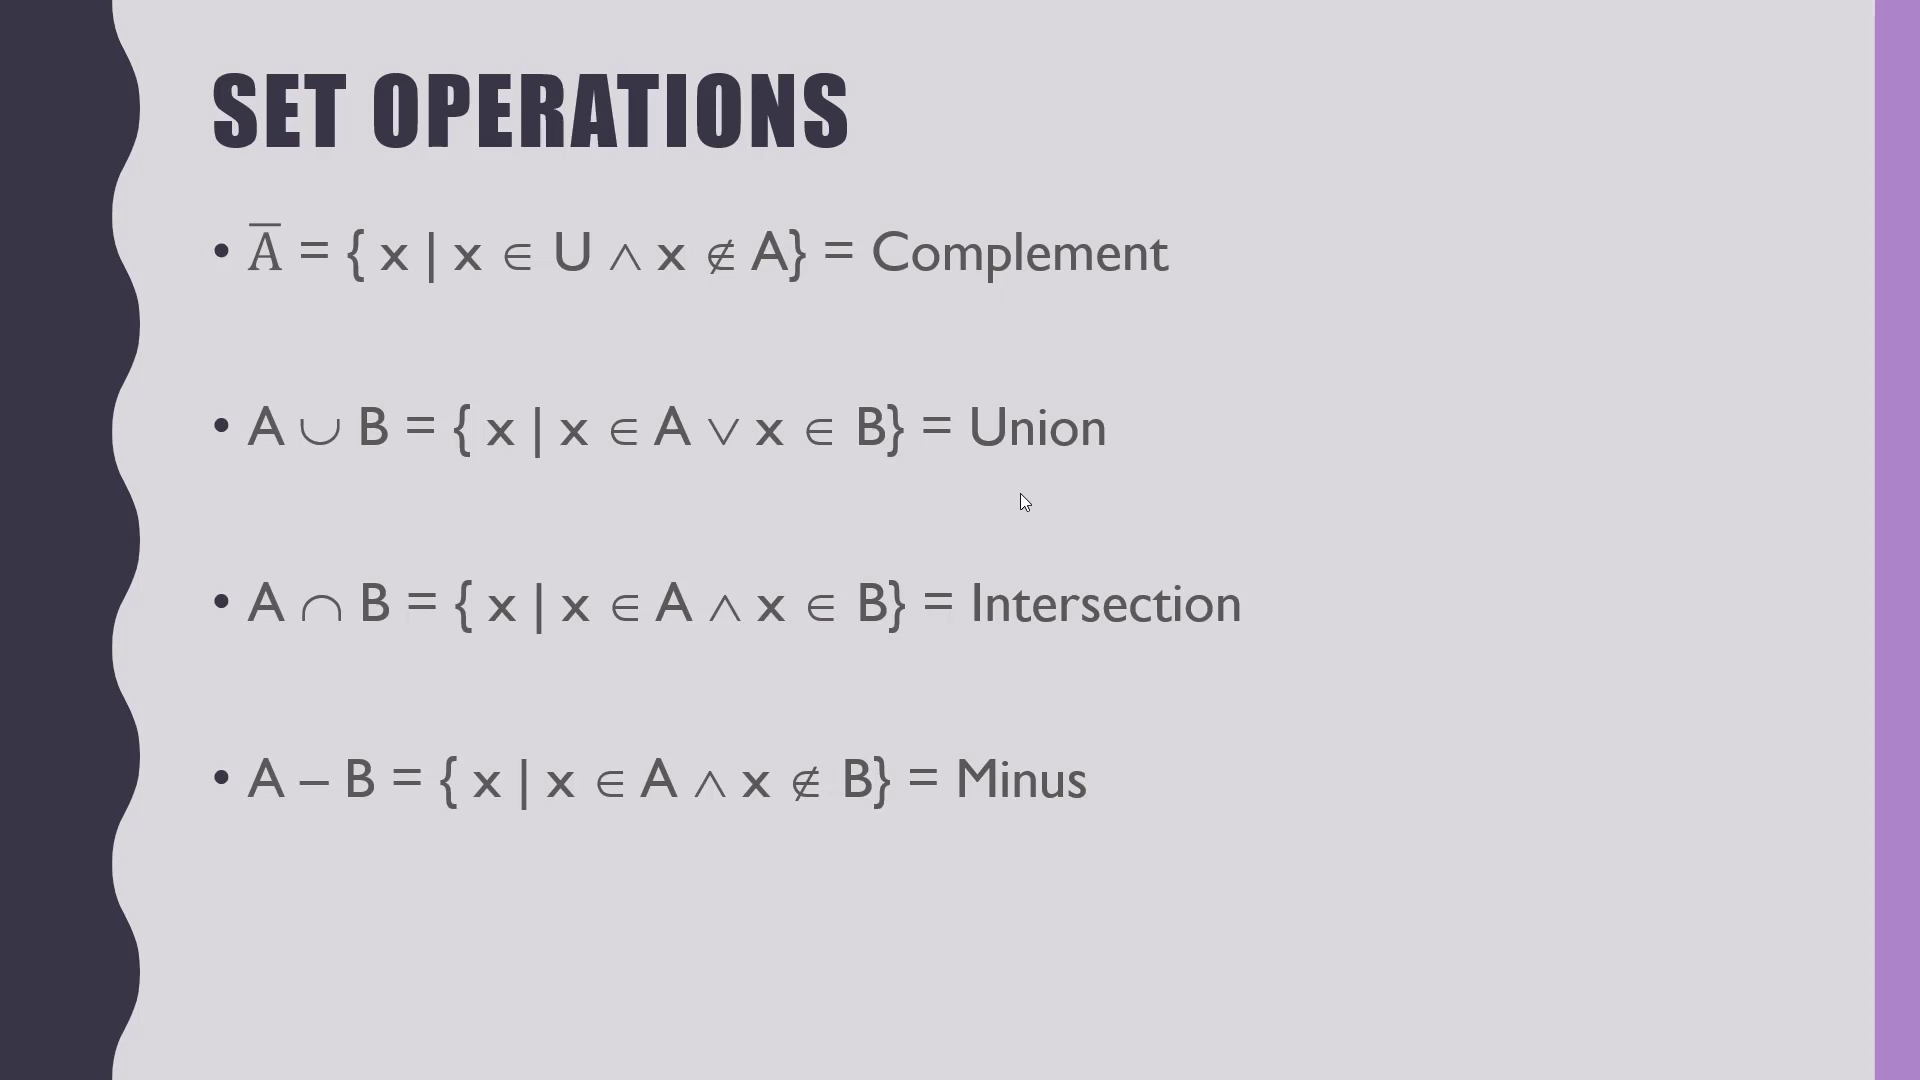 SET OPERATIONS
• A̅ = { x | x ∈ U ∧ x ∉ A} = Complement
• A ∪ B = { x | x ∈ A ∨ x ∈ B} = Union
• A ∩ B = { x | x ∈ A ∧ x ∈ B} = Intersection
• A – B = { x | x ∈ A ∧ x ∉ B} = Minus